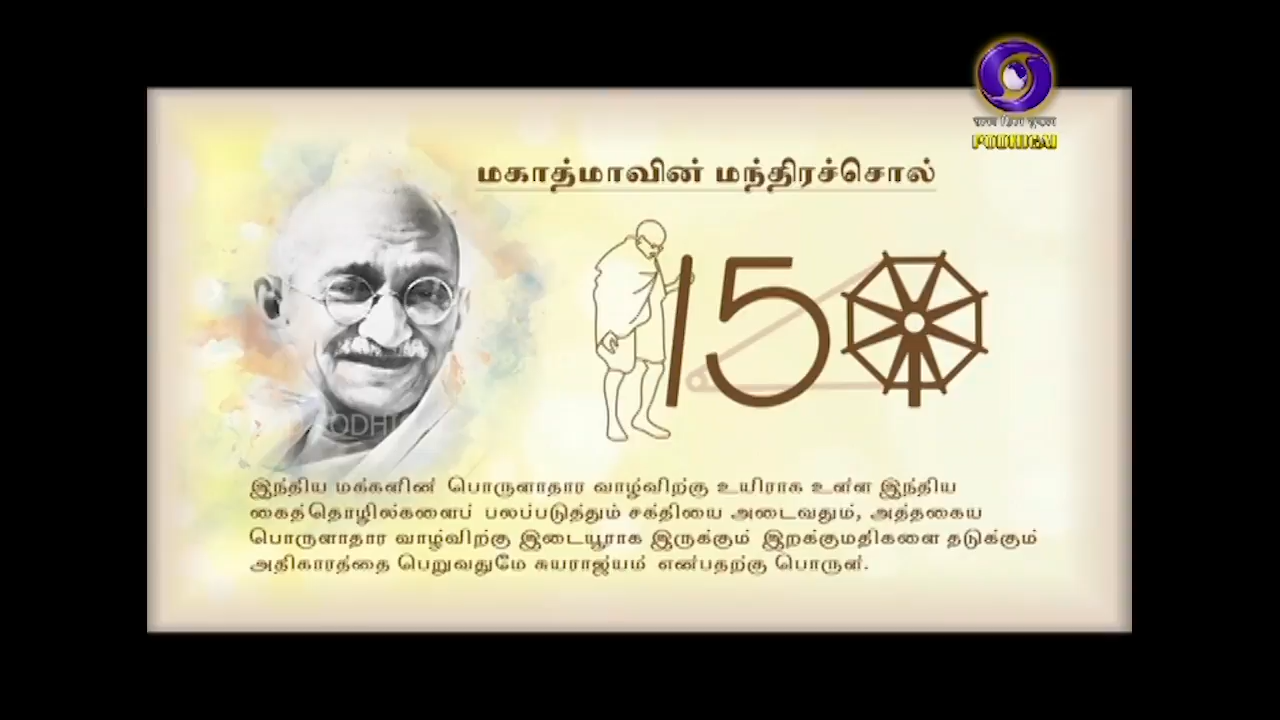 PODHIGAI
மகாத்மாவின் மந்திரச்சொல்
150
இந்திய மக்களின் பொருளாதார வாழ்விற்கு உயிராக உள்ள இந்திய
கைத்தொழில்களைப் பலப்படுத்தும் சக்தியை அடைவதும், அத்தகைய
பொருளாதார வாழ்விற்கு இடையூராக இருக்கும் இறக்குமதிகளை தடுக்கும்
அதிகாரத்தை பெறுவதுமே சுயராஜ்யம் என்பதற்கு பொருள்.